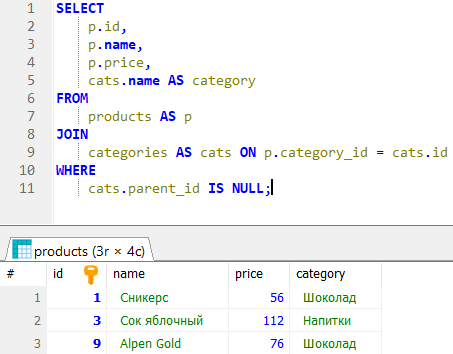 1 SELECT
2 p.id,
3 p.name,
4 p.price,
5 cats.name AS category
6 FROM
7 products AS p
8 JOIN
9 categories AS cats ON p.category_id = cats.id
10 WHERE
11 cats.parent_id IS NULL;
products (3r × 4c)
# id name price category
1 1 Сникерс 56 Шоколад
2 3 Сок яблочный 112 Напитки
3 9 Alpen Gold 76 Шоколад